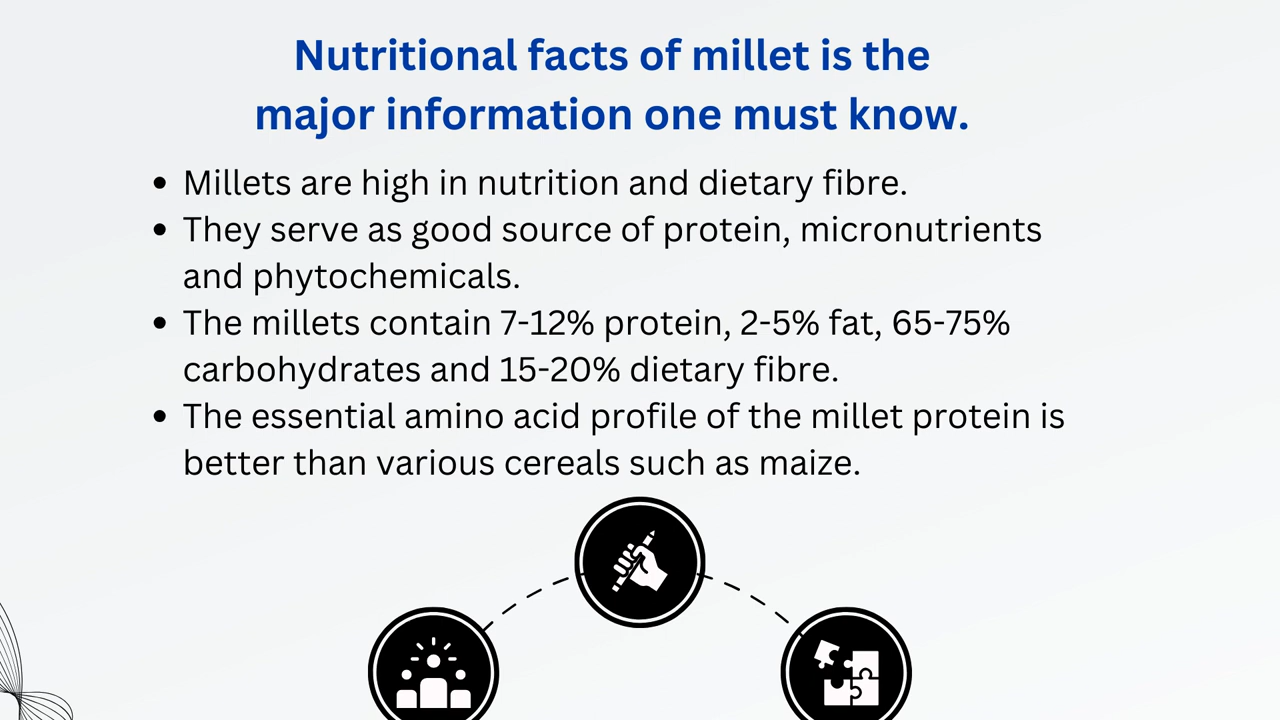 Nutritional facts of millet is the
major information one must know.
• Millets are high in nutrition and dietary fibre.
• They serve as good source of protein, micronutrients
and phytochemicals.
• The millets contain 7-12% protein, 2-5% fat, 65-75%
carbohydrates and 15-20% dietary fibre.
• The essential amino acid profile of the millet protein is
better than various cereals such as maize.